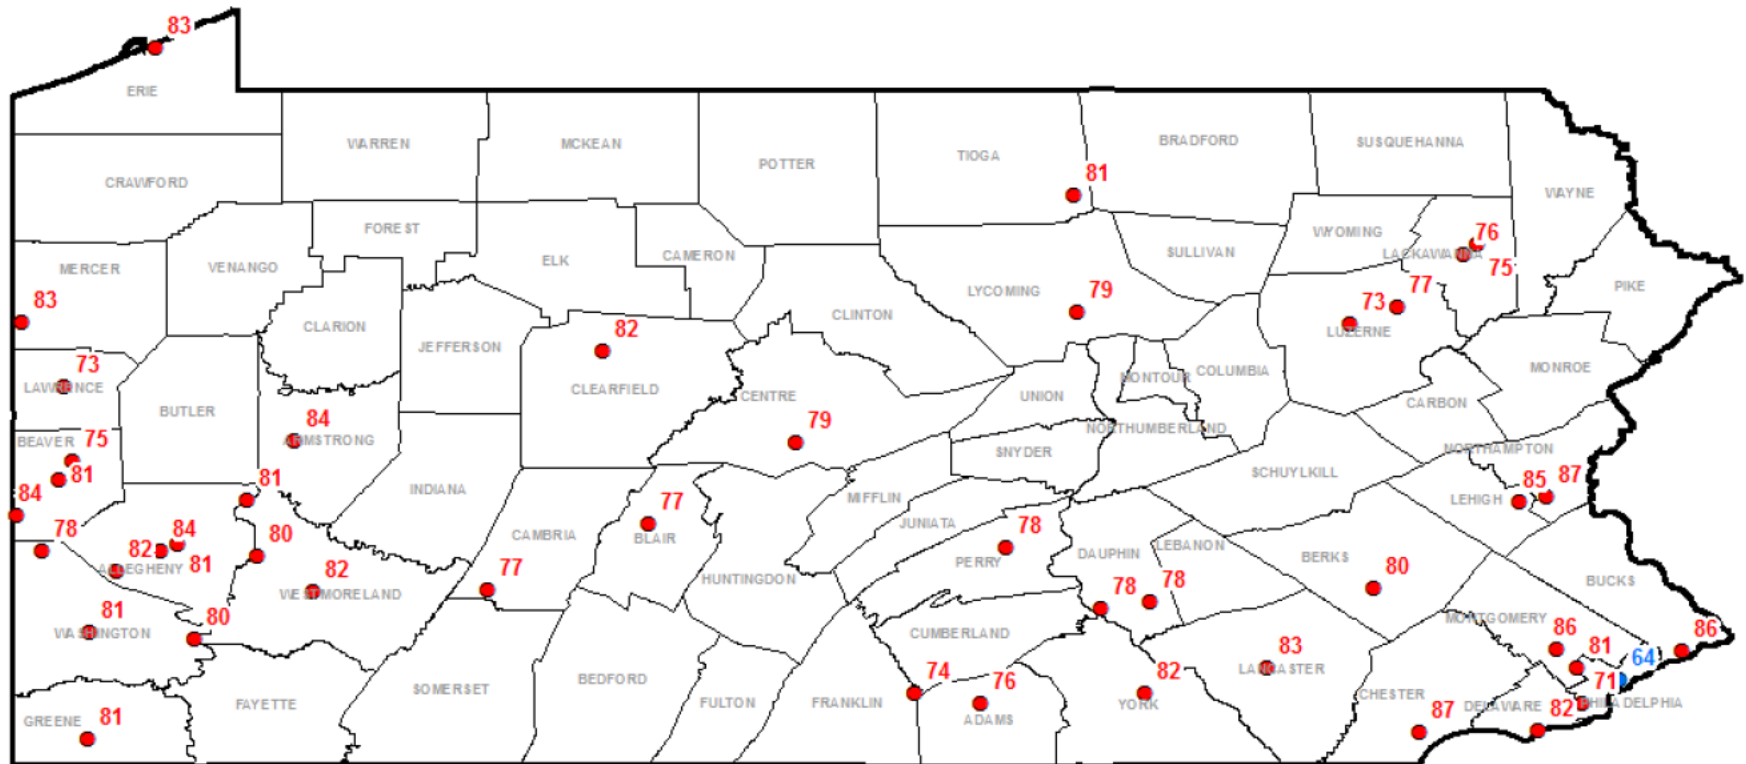 83
ERIE
WARREN
MCKEAN
POTTER
TIOGA
BRADFORD
SUSQUEHANNA
CRAWFORD
81
WAYNE
FOREST
WYOMING
76
MERCER
VENANGO
ELK
CAMERON
SULLIVAN
LACKAWANNA
75
83
LYCOMING
79
77
PIKE
CLARION
CLINTON
73
LUZERNE
82
JEFFERSON
73
LAWRENCE
CLEARFIELD
CENTRE
UNION
MONTOUR
COLUMBIA
MONROE
BUTLER
CARBON
84
ARMSTRONG
79
NORTHUMBERLAND
BEAVER
75
SNYDER
NORTHAMPTON
81
81
INDIANA
SCHUYLKILL
85
87
84
MIFFLIN
LEHIGH
78
84
80
CAMBRIA
77
BLAIR
JUNIATA
78
82
81
ALLEGHENY
PERRY
DAUPHIN
LEBANON
BERKS
82
WESTMORELAND
77
HUNTINGDON
78
78
80
BUCKS
81
WASHINGTON
80
CUMBERLAND
MONTGOMERY
86
81
64
86
83
LANCASTER
SOMERSET
BEDFORD
74
76
82
71
GREENE
81
FAYETTE
FULTON
FRANKLIN
ADAMS
YORK
CHESTER
87
DELAWARE
82
PHILADELPHIA